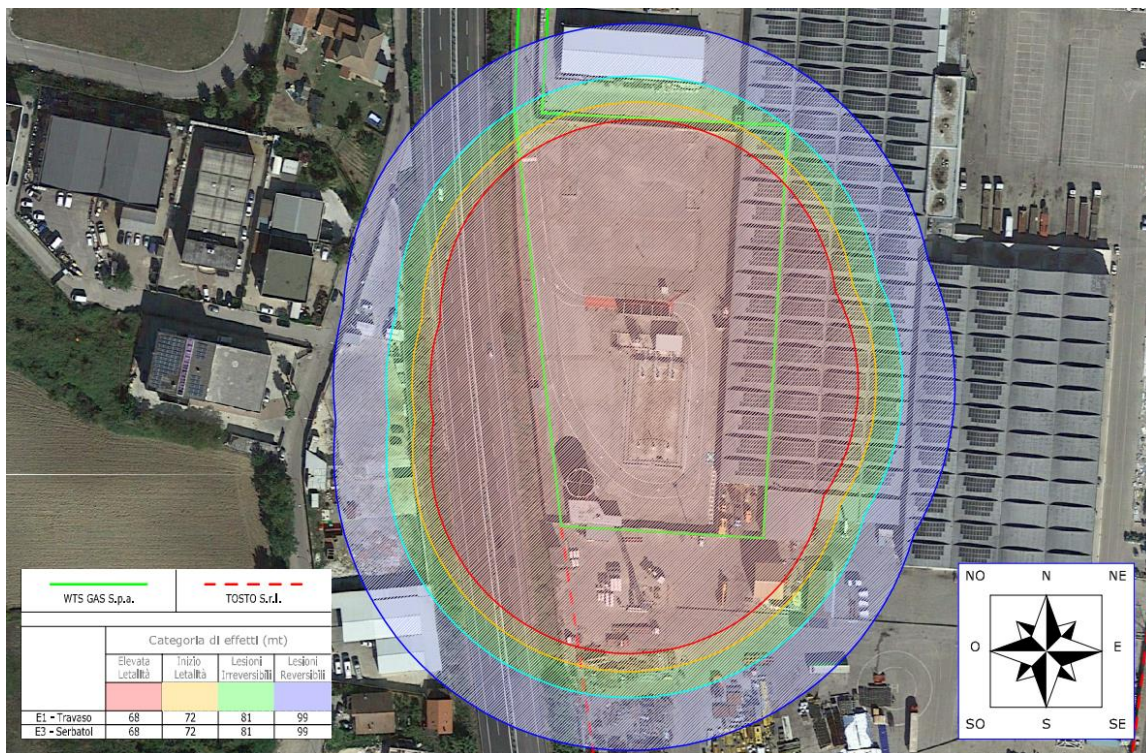 WTS GAS S.p.a. TOSTO S.r.l.
Categoria di effetti (mt)
Elevata Letalità Inizio Letalità Lesioni Irreversibili Lesioni Reversibili
E1 - Travaso 68 72 81 99
E3 - Serbatoi 68 72 81 99
NO N NE
O E
SO S SE